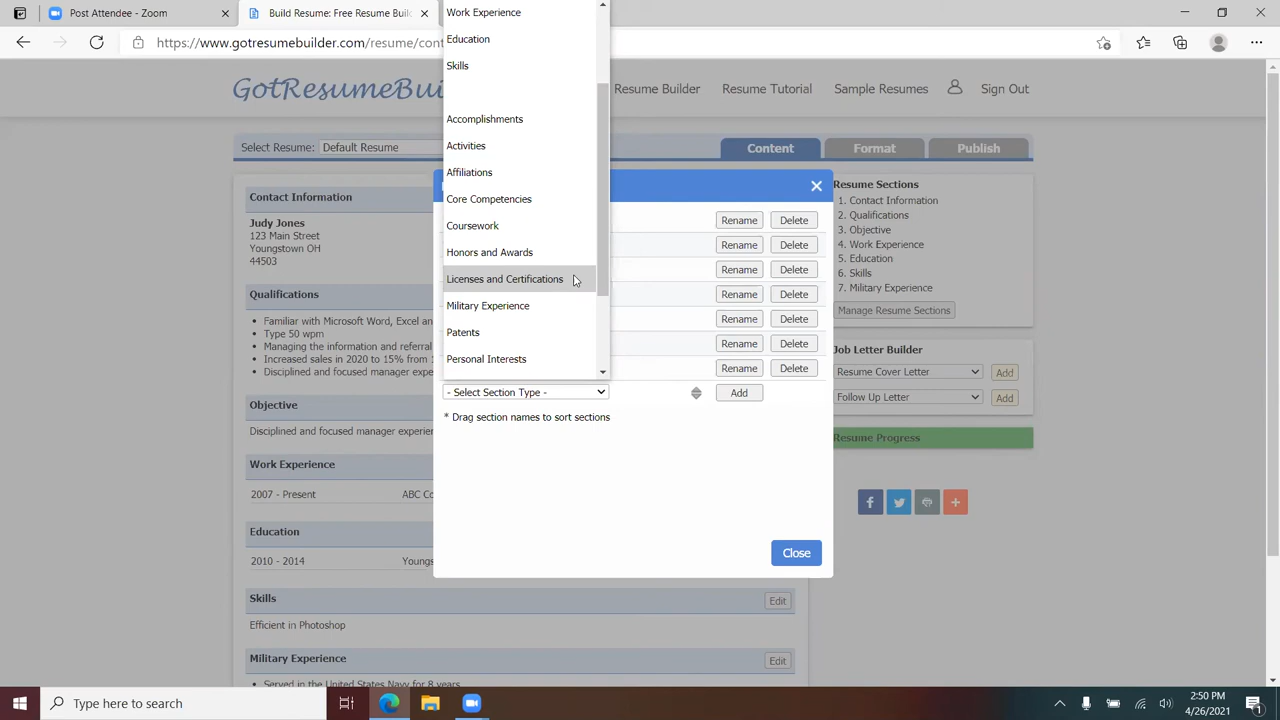 Post Attendee - Zoom
Build Resume: Free Resume Buil
https://www.gotresumebuilder.com/resume/con
GotResumeBui
Resume Builder
Resume Tutorial
Sample Resumes
Sign Out
Select Resume: Default Resume
Content
Format
Publish
Work Experience
Education
Skills
Accomplishments
Activities
Affiliations
Core Competencies
Coursework
Honors and Awards
Licenses and Certifications
Military Experience
Patents
Personal Interests
- Select Section Type -
Add
* Drag section names to sort sections
Rename Delete
Rename Delete
Rename Delete
Rename Delete
Rename Delete
Rename Delete
Rename Delete
Close
Contact Information
Judy Jones
123 Main Street
Youngstown OH
44503
Qualifications
Familiar with Microsoft Word, Excel an
Type 50 wpm
Managing the information and referral
Increased sales in 2020 to 15% from
Disciplined and focused manager exper
Objective
Disciplined and focused manager experie
Work Experience
2007 - Present ABC Co
Education
2010 - 2014 Youngs
Skills
Edit
Efficient in Photoshop
Military Experience
Edit
Served in the United States Navy for 8 years
Resume Sections
1. Contact Information
2. Qualifications
3. Objective
4. Work Experience
5. Education
6. Skills
7. Military Experience
Manage Resume Sections
Job Letter Builder
Resume Cover Letter Add
Follow Up Letter Add
Resume Progress
Type here to search
2:50 PM
4/26/2021
1